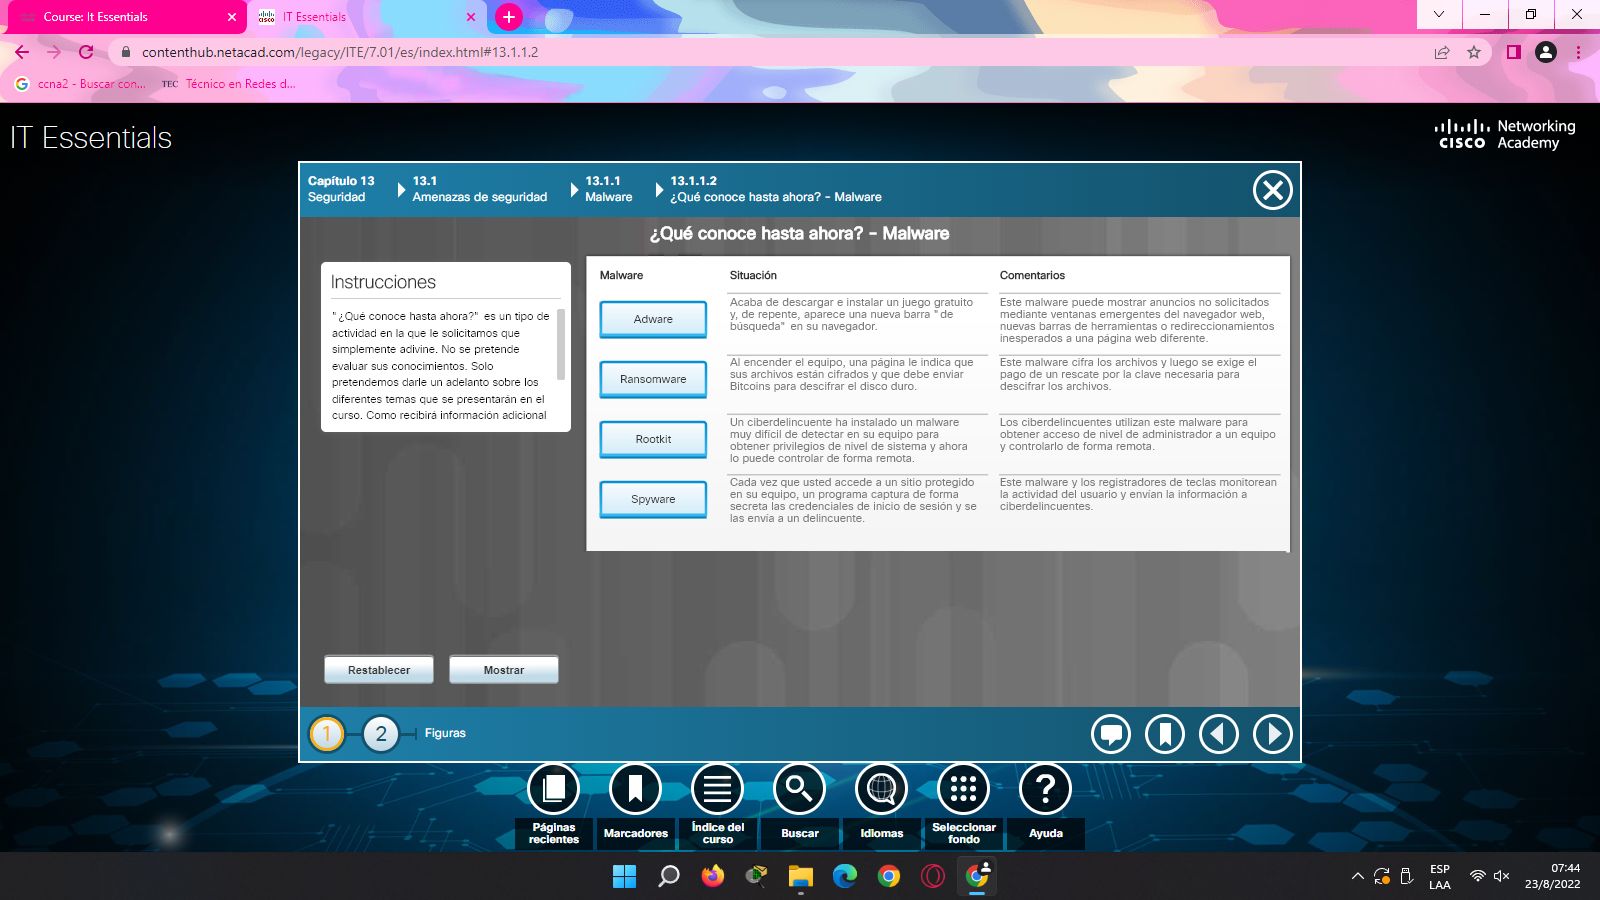 Course: It Essentials
IT Essentials
contenthub.netacad.com/legacy/ITE/7.01/es/index.html#13.1.1.2
ccna2 - Buscar con...
TEC Técnico en Redes d...
IT Essentials
CISCO Networking Academy
Capítulo 13
Seguridad
13.1
Amenazas de seguridad
13.1.1
Malware
13.1.1.2
¿Qué conoce hasta ahora? - Malware
¿Qué conoce hasta ahora? - Malware
Instrucciones
"¿Qué conoce hasta ahora?" es un tipo de
actividad en la que le solicitamos que
simplemente adivine. No se pretende
evaluar sus conocimientos. Solo
pretendemos darle un adelanto sobre los
diferentes temas que se presentarán en el
curso. Como recibirá información adicional
Malware
Situación
Comentarios
Adware
Acaba de descargar e instalar un juego gratuito
y, de repente, aparece una nueva barra "de
búsqueda" en su navegador.
Este malware puede mostrar anuncios no solicitados
mediante ventanas emergentes del navegador web,
nuevas barras de herramientas o redireccionamientos
inesperados a una página web diferente.
Ransomware
Al encender el equipo, una página le indica que
sus archivos están cifrados y que debe enviar
Bitcoins para descifrar el disco duro.
Este malware cifra los archivos y luego se exige el
pago de un rescate por la clave necesaria para
descifrar los archivos.
Rootkit
Un ciberdelincuente ha instalado un malware
muy difícil de detectar en su equipo para
obtener privilegios de nivel de sistema y ahora
lo puede controlar de forma remota.
Los ciberdelincuentes utilizan este malware para
obtener acceso de nivel de administrador a un equipo
y controlarlo de forma remota.
Spyware
Cada vez que usted accede a un sitio protegido
en su equipo, un programa captura de forma
secreta las credenciales de inicio de sesión y se
las envía a un delincuente.
Este malware y los registradores de teclas monitorean
la actividad del usuario y envían la información a
ciberdelincuentes.
Restablecer
Mostrar
1
2
Figuras
Páginas
recientes
Marcadores
Índice del
curso
Buscar
Idiomas
Seleccionar
fondo
Ayuda
ESP
LAA
07:44
23/8/2022